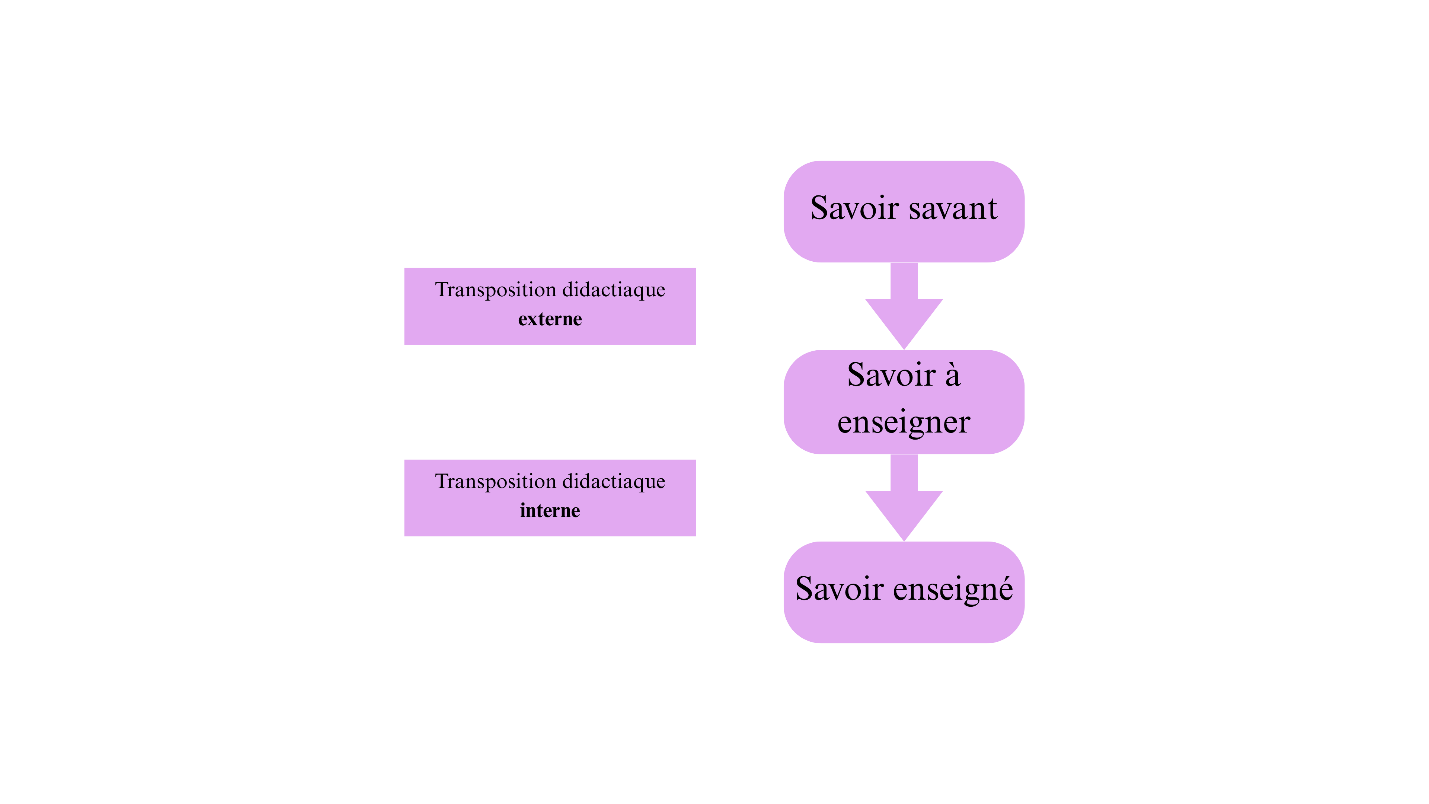 Savoir savant
Transposition didactiaque
externe
Savoir à
enseigner
Transposition didactiaque
interne
Savoir enseigné